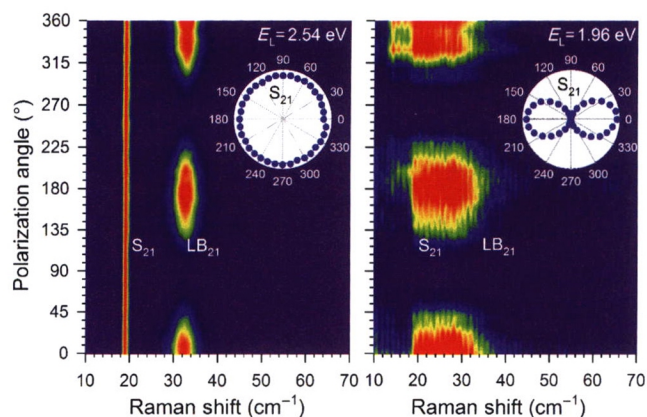 E_L = 2.54 eV
E_L = 1.96 eV
360
315
270
225
180
135
90
45
0
Polarization angle (°)
120 90 60
150 S₂₁ 30
180 0
210 330
240 270 300
120 90 60
150 S₂₁ 30
180 0
210 330
240 270 300
S₂₁ LB₂₁
S₂₁ LB₂₁
10 20 30 40 50 60 70
10 20 30 40 50 60 70
Raman shift (cm⁻¹)
Raman shift (cm⁻¹)